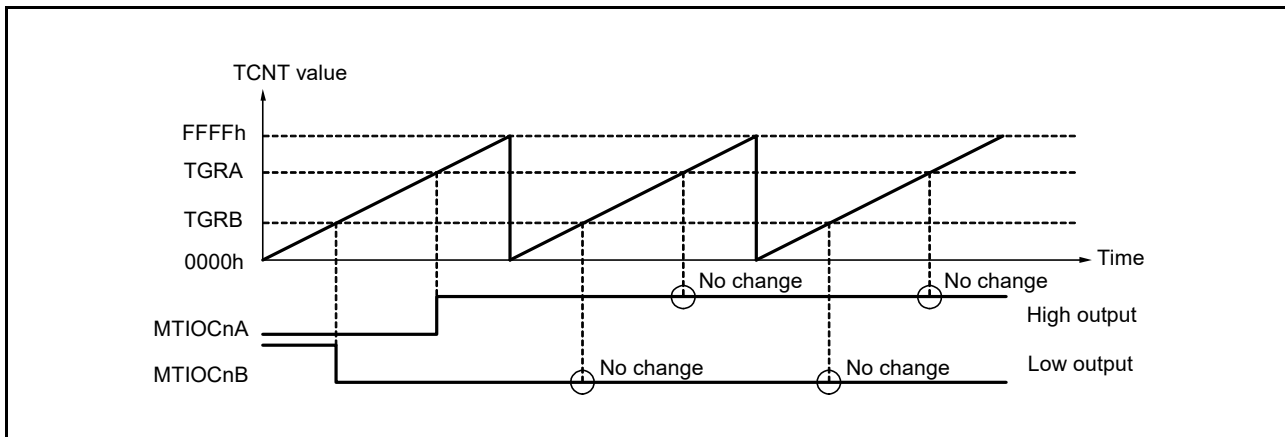 TCNT value
FFFFh
TGRA
TGRB
0000h
Time
No change
No change
MTIOCnA
High output
No change
No change
Low output
MTIOCnB